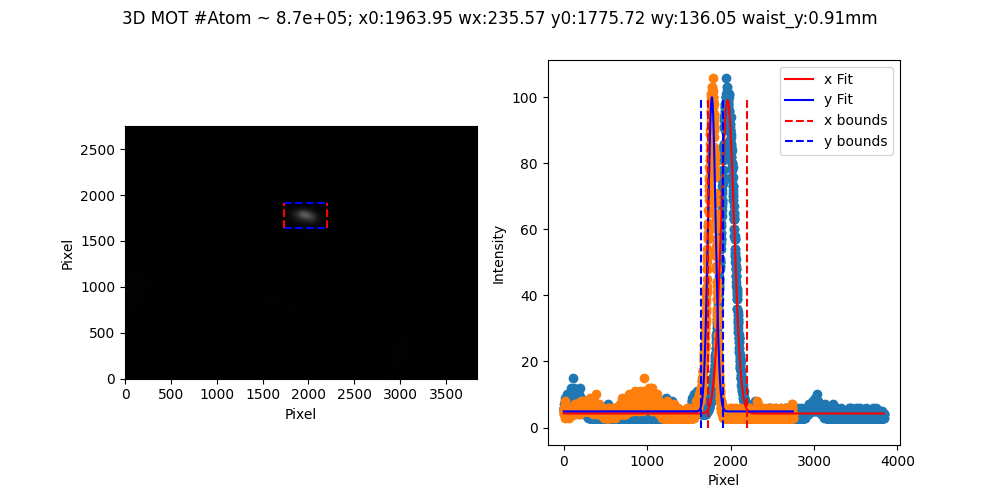 3D MOT #Atom ~ 8.7e+05; x0:1963.95 wx:235.57 y0:1775.72 wy:136.05 waist_y:0.91mm
2500
2000
1500
1000
500
0
Pixel
0 500 1000 1500 2000 2500 3000 3500
Pixel
100
80
60
40
20
0
Intensity
0 1000 2000 3000 4000
Pixel
x Fit
y Fit
x bounds
y bounds